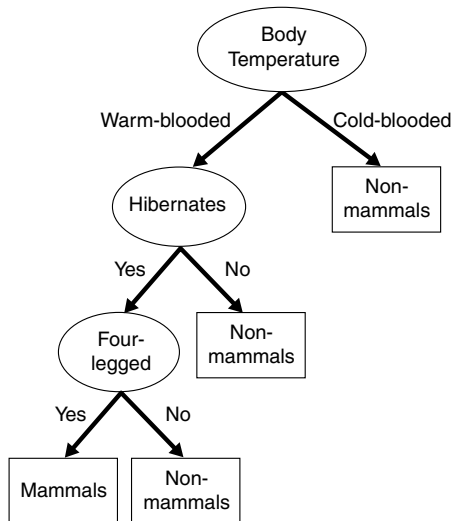 Body
Temperature
Warm-blooded
Cold-blooded
Hibernates
Non-
mammals
Yes
No
Four-
legged
Non-
mammals
Yes
No
Mammals
Non-
mammals